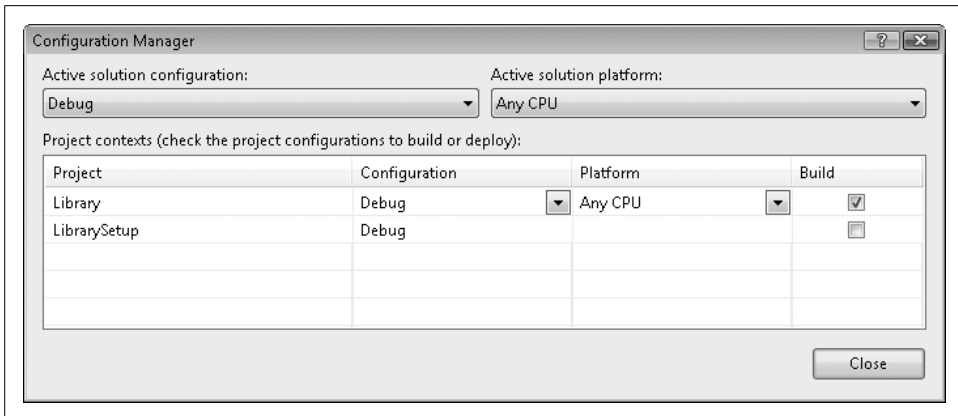 Configuration Manager
Active solution configuration: Active solution platform:
Debug Any CPU
Project contexts (check the project configurations to build or deploy):
Project Configuration Platform Build
Library Debug Any CPU
LibrarySetup Debug
Close